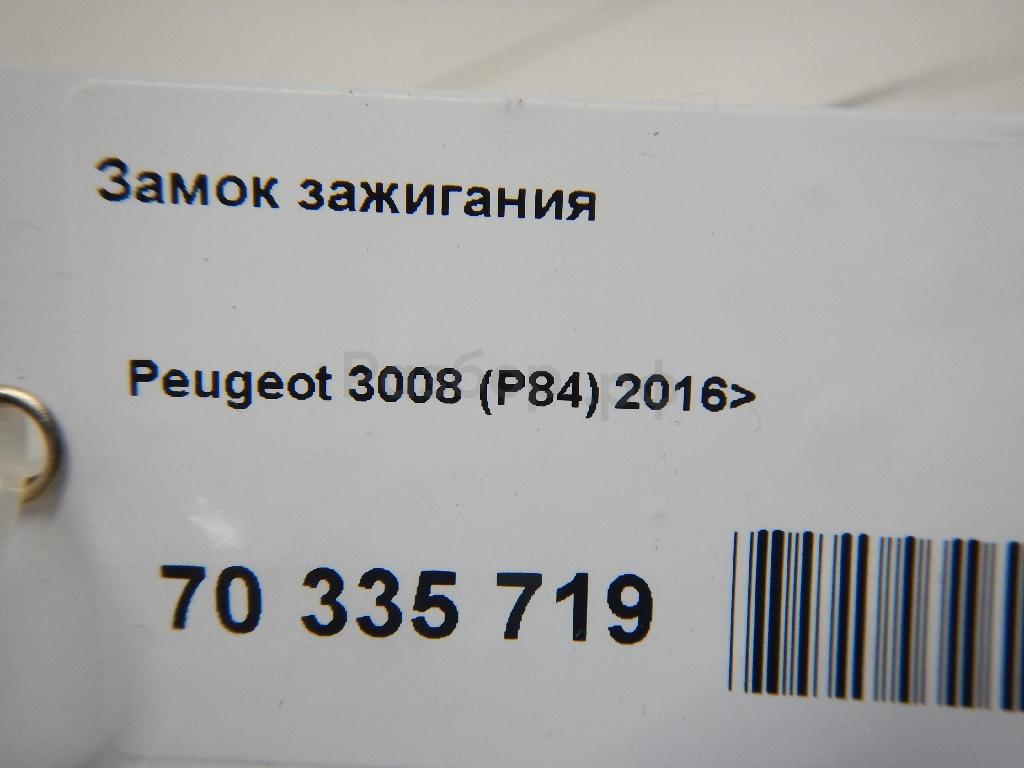 Замок зажигания
Peugeot 3008 (P84) 2016>
70 335 719